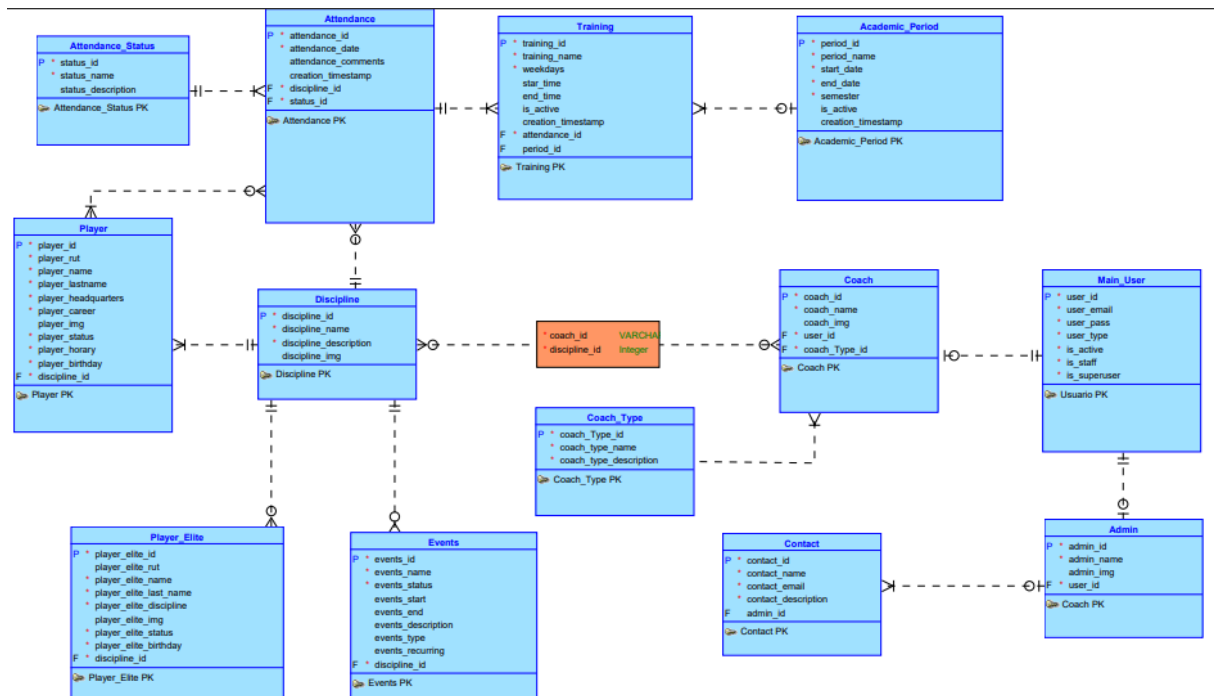 Attendance_Status
P * status_id
* status_name
status_description
Attendance_Status PK
Attendance
P * attendance_id
* attendance_date
attendance_comments
creation_timestamp
F * discipline_id
F * status_id
Attendance PK
Training
P * training_id
* training_name
* weekdays
star_time
end_time
is_active
creation_timestamp
F * attendance_id
F period_id
Training PK
Academic_Period
P * period_id
* period_name
* start_date
* end_date
* semester
is_active
creation_timestamp
Academic_Period PK
Player
P * player_id
* player_rut
* player_name
* player_lastname
* player_headquarters
* player_career
player_img
* player_status
* player_horary
* player_birthday
F * discipline_id
Player PK
Discipline
P * discipline_id
* discipline_name
* discipline_description
discipline_img
Discipline PK
* coach_id VARCHA
* discipline_id Integer
Coach
P * coach_id
* coach_name
coach_img
F * user_id
F * coach_Type_id
Coach PK
Main_User
P * user_id
* user_email
* user_pass
* user_type
* is_active
* is_staff
* is_superuser
Usuario PK
Coach_Type
P * coach_Type_id
* coach_type_name
* coach_type_description
Coach_Type PK
Player_Elite
P * player_elite_id
player_elite_rut
* player_elite_name
* player_elite_last_name
* player_elite_discipline
player_elite_img
* player_elite_status
* player_elite_birthday
F * discipline_id
Player_Elite PK
Events
P * events_id
* events_name
* events_status
events_start
events_end
events_description
events_type
events_recurring
F * discipline_id
Events PK
Contact
P * contact_id
* contact_name
* contact_email
* contact_description
F admin_id
Contact PK
Admin
P * admin_id
* admin_name
admin_img
F * user_id
Coach PK